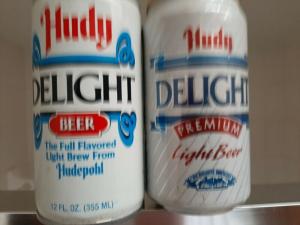 Hudy
DELIGHT
BEER
The Full Flavored
Light Brew From
Hudepohl
12 FL. OZ. (355 ML)
Hudy
DELIGHT
PREMIUM
Light Beer